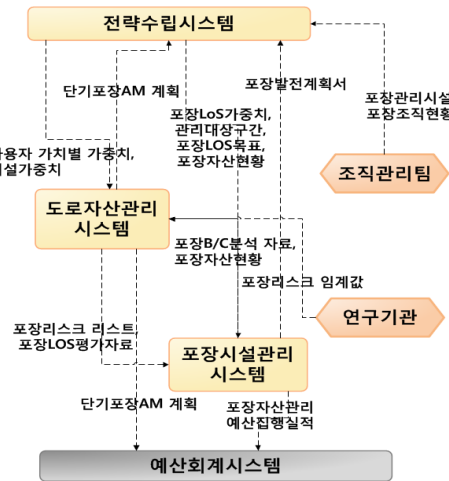 전략수립시스템
단기포장AM 계획
포장발전계획서
포장LoS가중치,
관리대상구간,
포장LOS목표,
포장자산현황
포장관리시설
포장조직현황
가치별 가중치,
조직관리팀
도로자산관리
시스템
포장B/C분석 자료,
포장자산현황
포장리스크 임계값
연구기관
포장리스크 리스트
포장LOS평가자료
포장시설관리
시스템
단기포장AM 계획
포장자산관리
예산집행실적
예산회계시스템